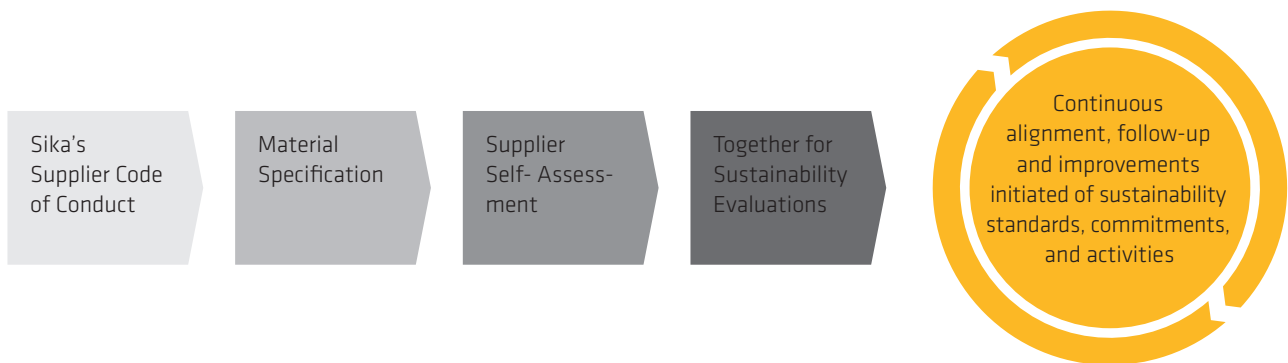 Sika’s
Supplier Code
of Conduct
Material
Specification
Supplier
Self- Assess-
ment
Together for
Sustainability
Evaluations
Continuous
alignment, follow-up
and improvements
initiated of sustainability
standards, commitments,
and activities